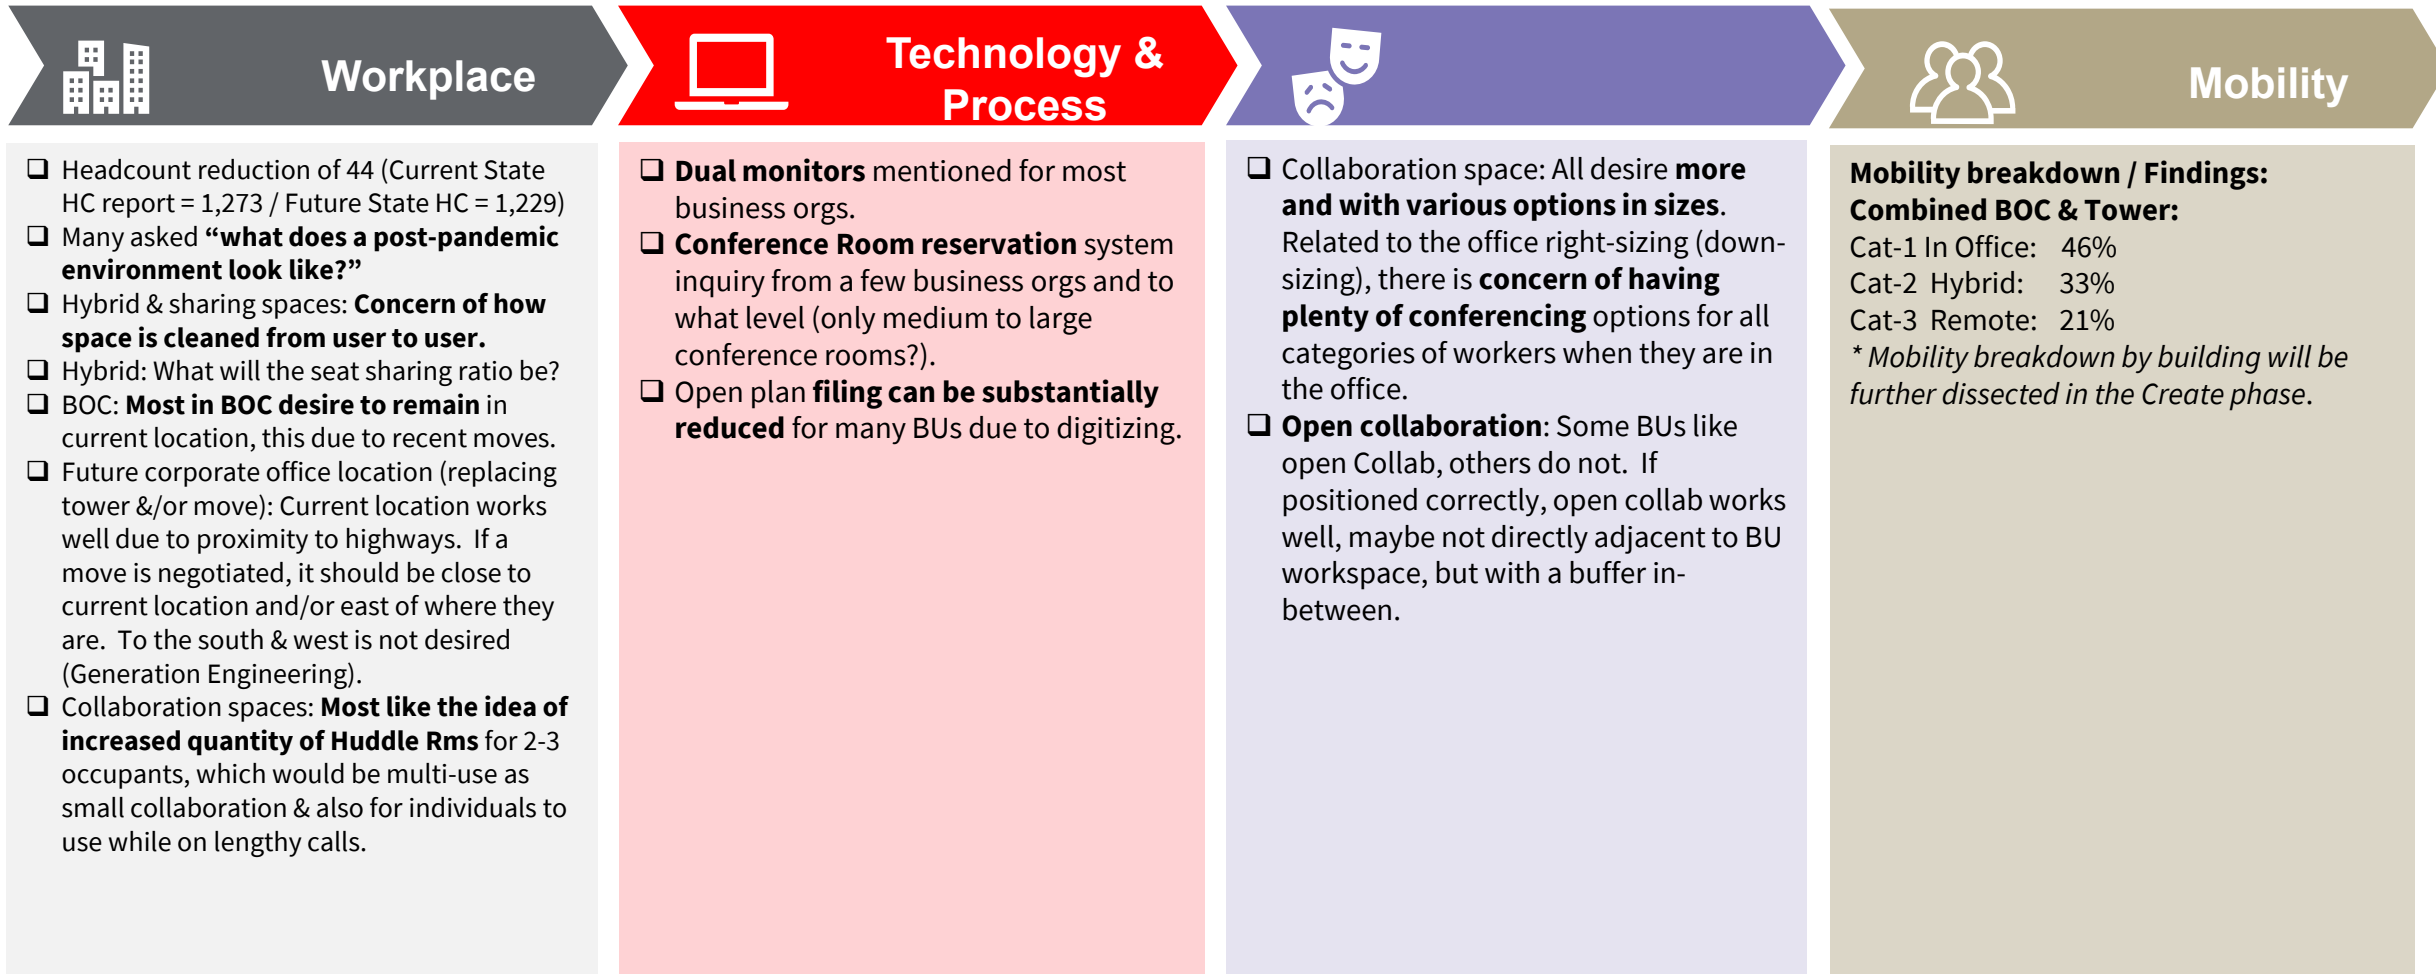 Workplace
❑ Headcount reduction of 44 (Current State
HC report = 1,273 / Future State HC = 1,229)
❑ Many asked “what does a post-pandemic
environment look like?”
❑ Hybrid & sharing spaces: Concern of how
space is cleaned from user to user.
❑ Hybrid: What will the seat sharing ratio be?
❑ BOC: Most in BOC desire to remain in
current location, this due to recent moves.
❑ Future corporate office location (replacing
tower &/or move): Current location works
well due to proximity to highways. If a
move is negotiated, it should be close to
current location and/or east of where they
are. To the south & west is not desired
(Generation Engineering).
❑ Collaboration spaces: Most like the idea of
increased quantity of Huddle Rms for 2-3
occupants, which would be multi-use as
small collaboration & also for individuals to
use while on lengthy calls.
Technology &
Process
❑ Dual monitors mentioned for most
business orgs.
❑ Conference Room reservation system
inquiry from a few business orgs and to
what level (only medium to large
conference rooms?).
❑ Open plan filing can be substantially
reduced for many BUs due to digitizing.
❑ Collaboration space: All desire more
and with various options in sizes.
Related to the office right-sizing (down-
sizing), there is concern of having
plenty of conferencing options for all
categories of workers when they are in
the office.
❑ Open collaboration: Some BUs like
open Collab, others do not. If
positioned correctly, open collab works
well, maybe not directly adjacent to BU
workspace, but with a buffer in-
between.
Mobility
Mobility breakdown / Findings:
Combined BOC & Tower:
Cat-1 In Office: 46%
Cat-2 Hybrid: 33%
Cat-3 Remote: 21%
* Mobility breakdown by building will be
further dissected in the Create phase.